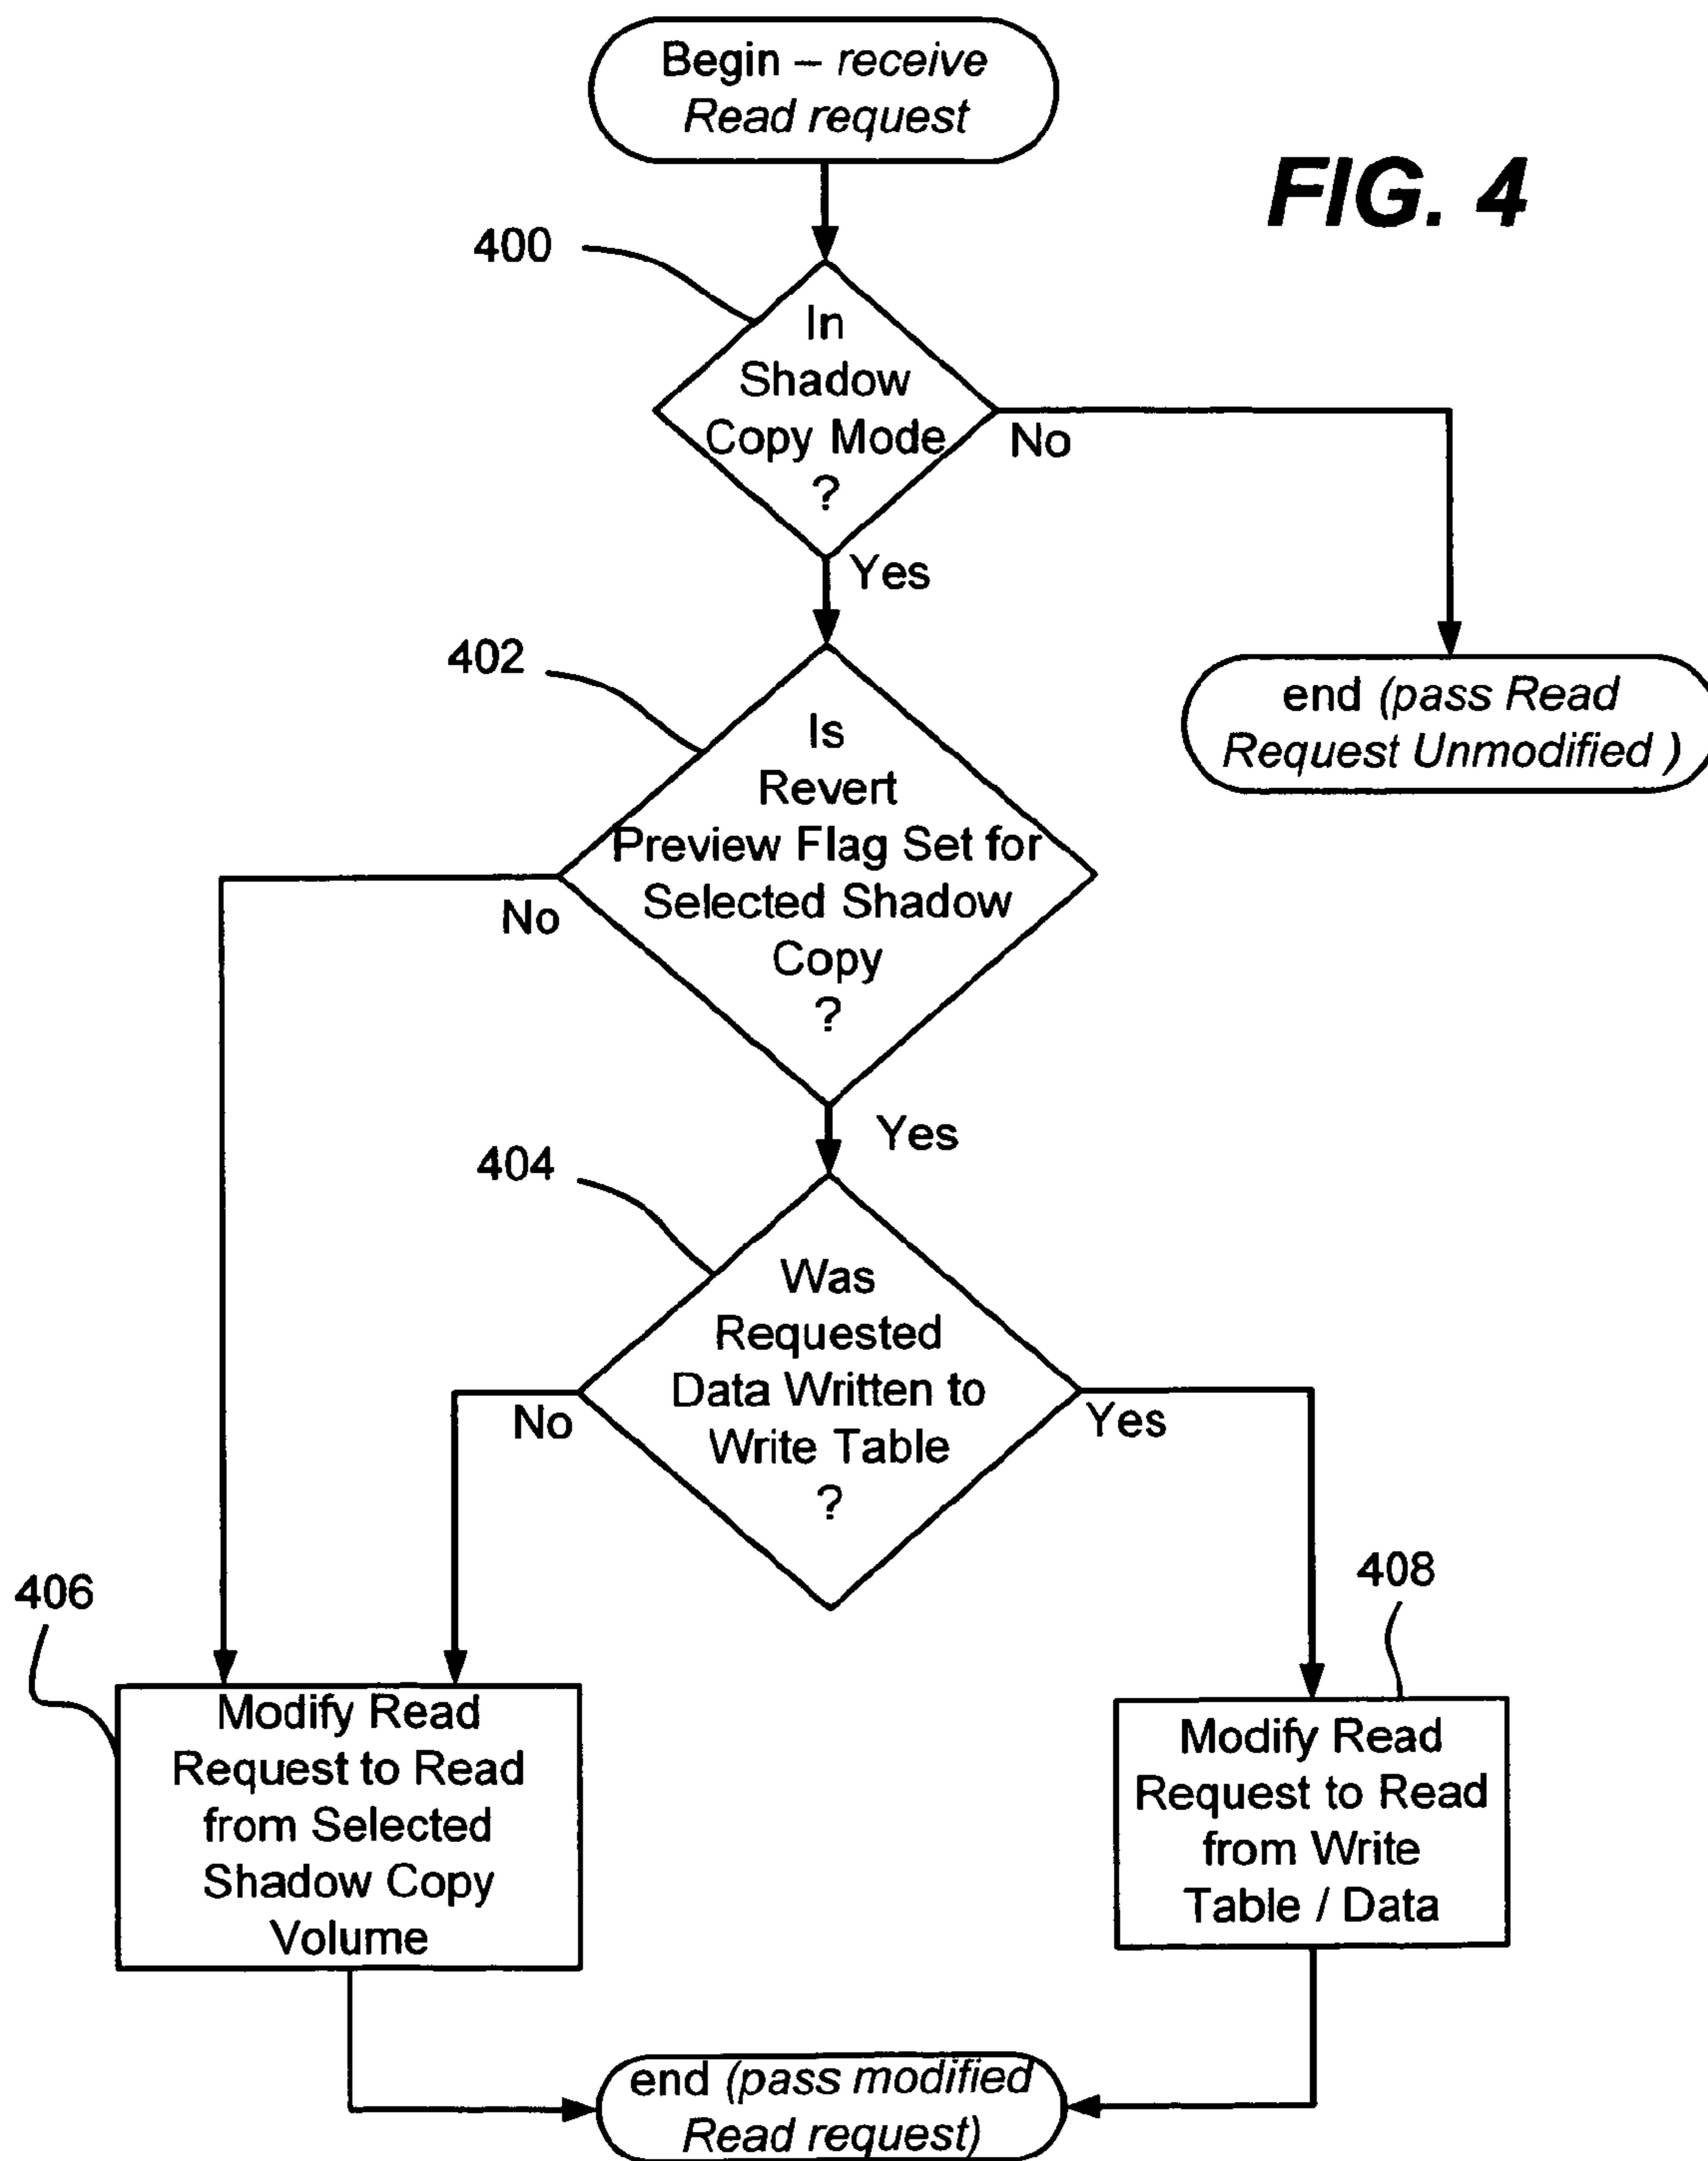 Begin – receive
Read request
FIG. 4
400
In
Shadow
Copy Mode
?
No
Yes
end (pass Read
Request Unmodified )
402
Is
Revert
Preview Flag Set for
Selected Shadow
Copy
?
No
Yes
404
Was
Requested
Data Written to
Write Table
?
No
Yes
406
Modify Read
Request to Read
from Selected
Shadow Copy
Volume
408
Modify Read
Request to Read
from Write
Table / Data
end (pass modified
Read request)